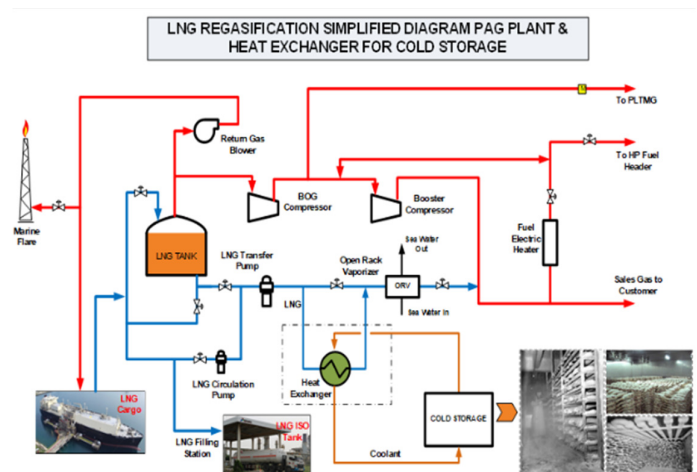 LNG REGASIFICATION SIMPLIFIED DIAGRAM PAG PLANT &
HEAT EXCHANGER FOR COLD STORAGE
To PLTMG
Return Gas
Blower
To HP Fuel
Header
BOG
Compressor
Booster
Compressor
Marine
Flare
Fuel
Electric
Heater
LNG TANK
LNG Transfer
Pump
Open Rack
Vaporizer
Sea Water
Out
ORV
Sea Water In
Sales Gas to
Customer
LNG
Heat
Exchanger
LNG Circulation
Pump
LNG
Cargo
LNG Filling
Station
LNG ISO
Tank
COLD STORAGE
Coolant